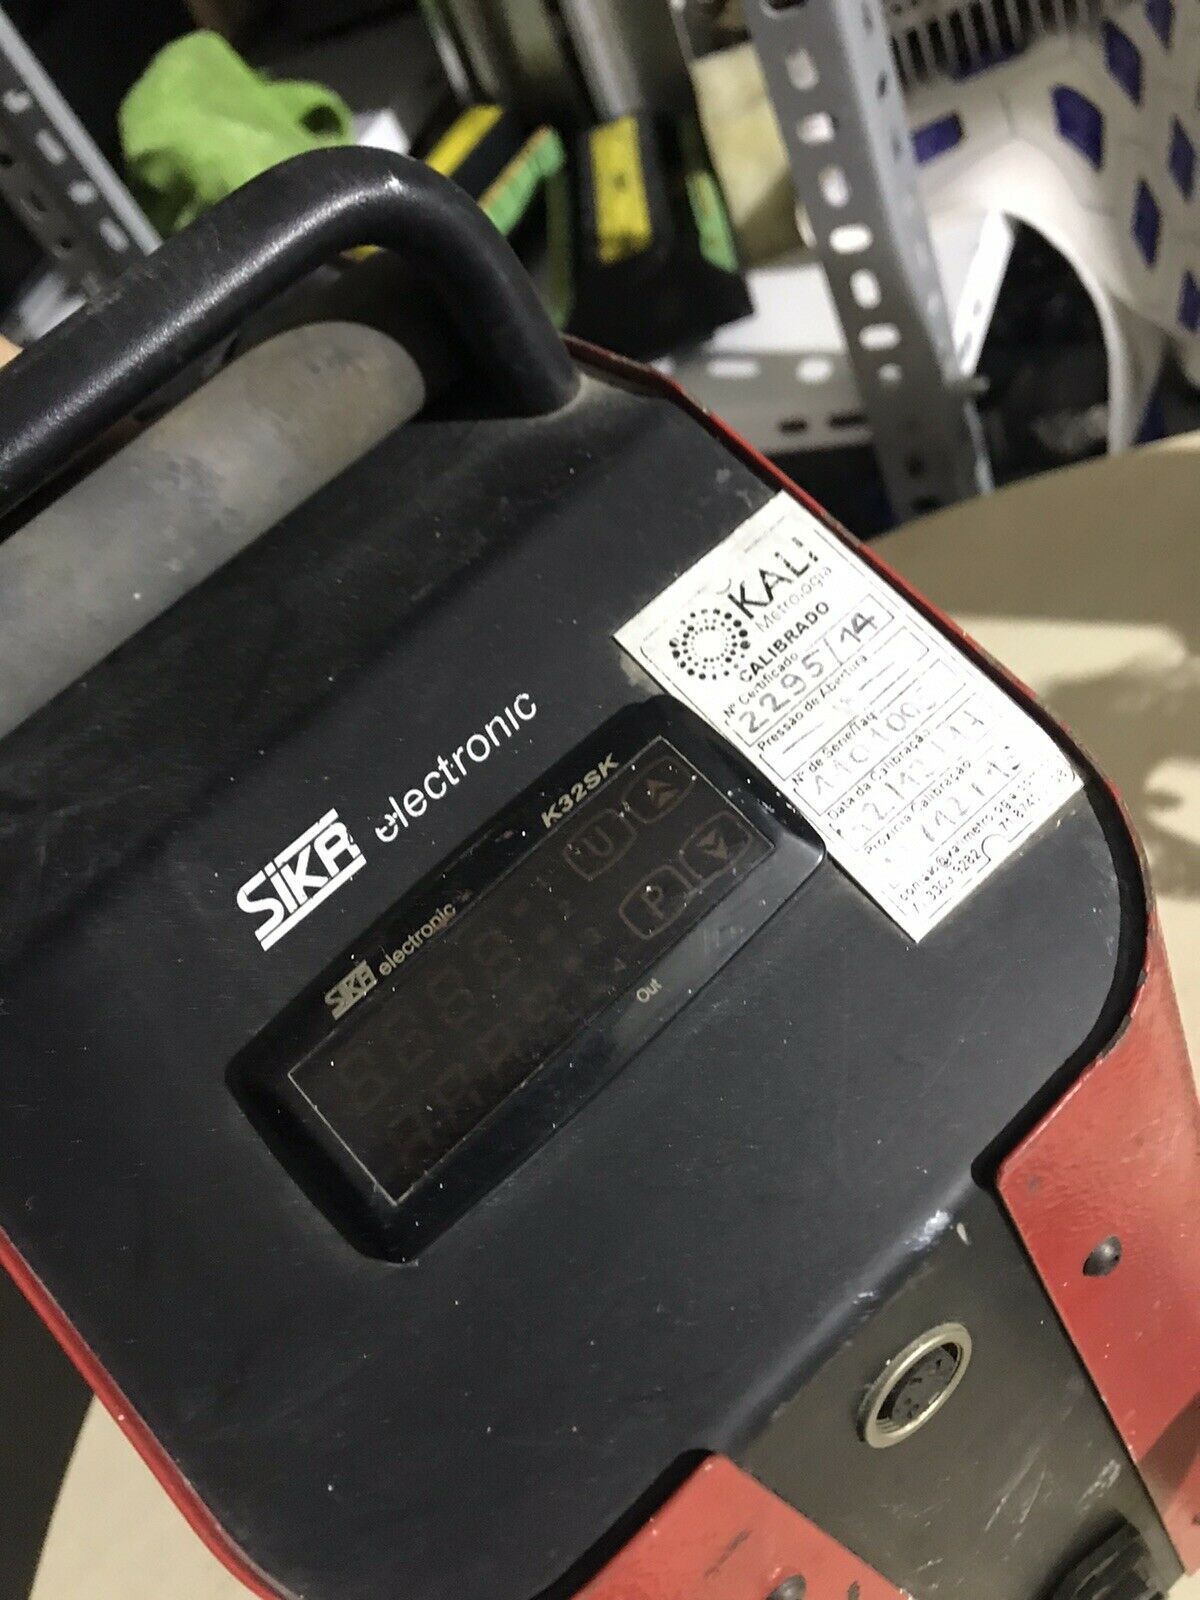 SIKA electronic
K32SK
SIKA electronic
U
P
Out
KALI
Metrologia
CALIBRADO
Nº Certificado
2295/14
Pressão de Abertura
Nº de Série/Tag
Data da Calibração
Próxima Calibração